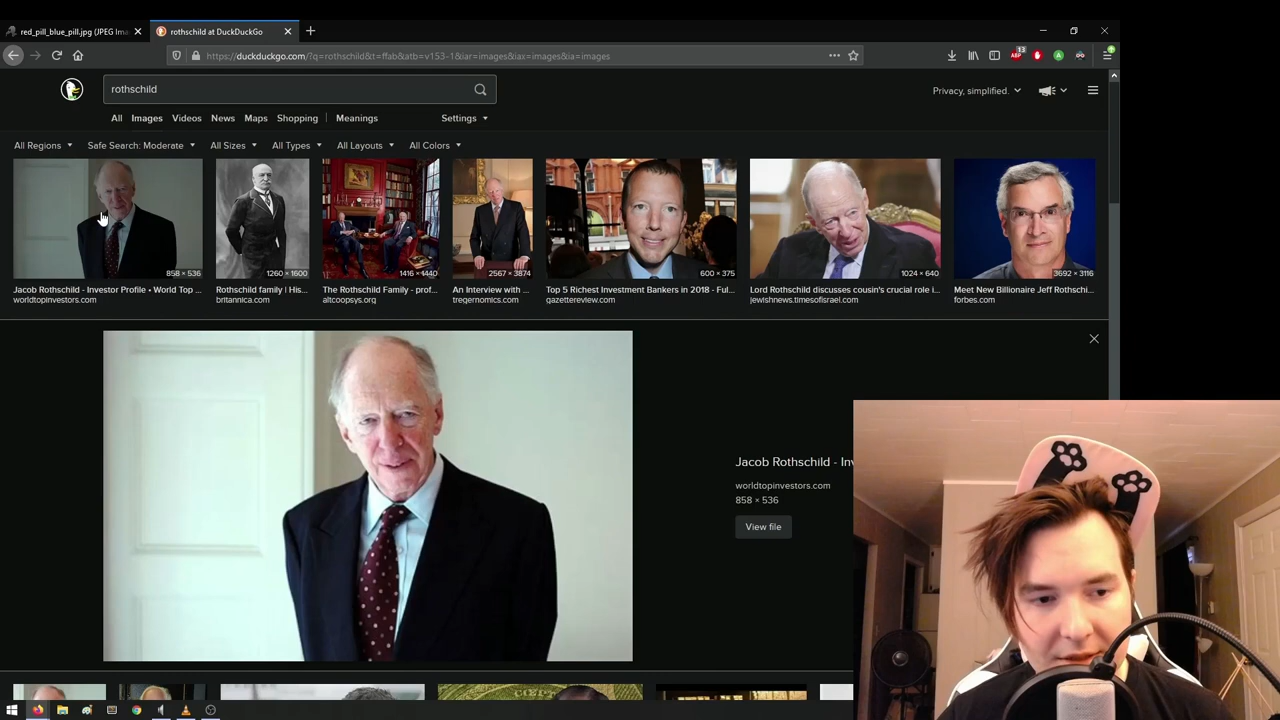 red_pill_blue_pill.jpg (JPEG Ima
rothschild at DuckDuckGo
https://duckduckgo.com/?q=rothschild&t=ffab&atb=v153-1&iar=images&iax=images&ia=images
13
ABP
rothschild
Privacy, simplified.
All Images Videos News Maps Shopping Meanings Settings
All Regions Safe Search: Moderate All Sizes All Types All Layouts All Colors
858 × 536
1260 × 1600
1416 × 1440
2567 × 3874
600 × 375
1024 × 640
3692 × 3116
Jacob Rothschild - Investor Profile • World Top ...
worldtopinvestors.com
Rothschild family | His...
britannica.com
The Rothschild Family - prof...
altcoopsys.org
An Interview with ...
tregernomics.com
Top 5 Richest Investment Bankers in 2018 - Ful...
gazettereview.com
Lord Rothschild discusses cousin's crucial role i...
jewishnews.timesofisrael.com
Meet New Billionaire Jeff Rothschi...
forbes.com
Jacob Rothschild - Inv
worldtopinvestors.com
858 × 536
View file